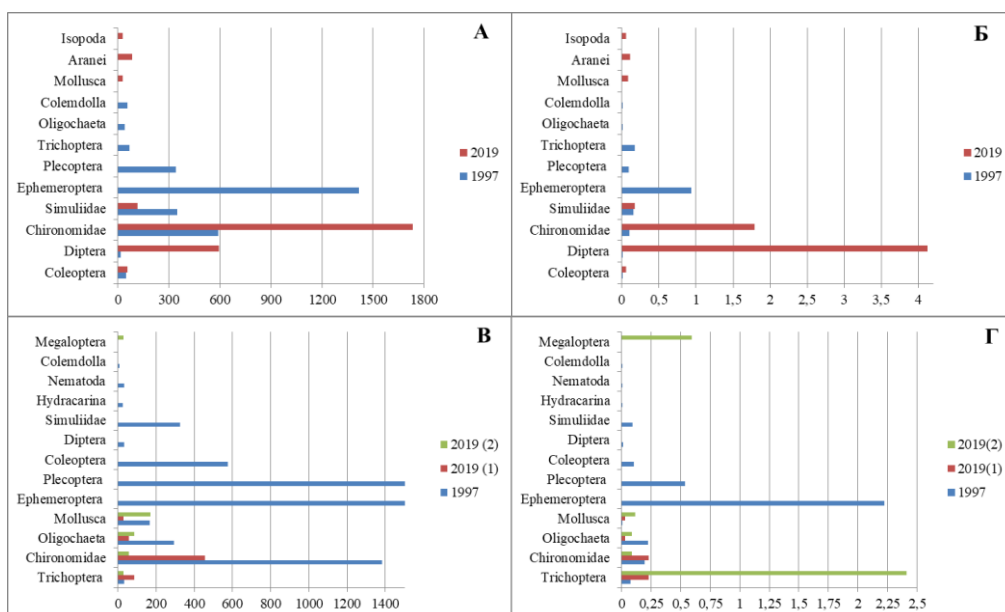 А
Isopoda
Aranei
Mollusca
Colemdolla
Oligochaeta
Trichoptera
Plecoptera
Ephemeroptera
Simuliidae
Chironomidae
Diptera
Coleoptera
0 300 600 900 1200 1500 1800
2019
1997
Б
Isopoda
Aranei
Mollusca
Colemdolla
Oligochaeta
Trichoptera
Plecoptera
Ephemeroptera
Simuliidae
Chironomidae
Diptera
Coleoptera
0 0,5 1 1,5 2 2,5 3 3,5 4
2019
1997
В
Megaloptera
Colemdolla
Nematoda
Hydracarina
Simuliidae
Diptera
Coleoptera
Plecoptera
Ephemeroptera
Mollusca
Oligochaeta
Chironomidae
Trichoptera
0 200 400 600 800 1000 1200 1400
2019 (2)
2019 (1)
1997
Г
Megaloptera
Colemdolla
Nematoda
Hydracarina
Simuliidae
Diptera
Coleoptera
Plecoptera
Ephemeroptera
Mollusca
Oligochaeta
Chironomidae
Trichoptera
0 0,25 0,5 0,75 1 1,25 1,5 1,75 2 2,25 2,5
2019(2)
2019(1)
1997